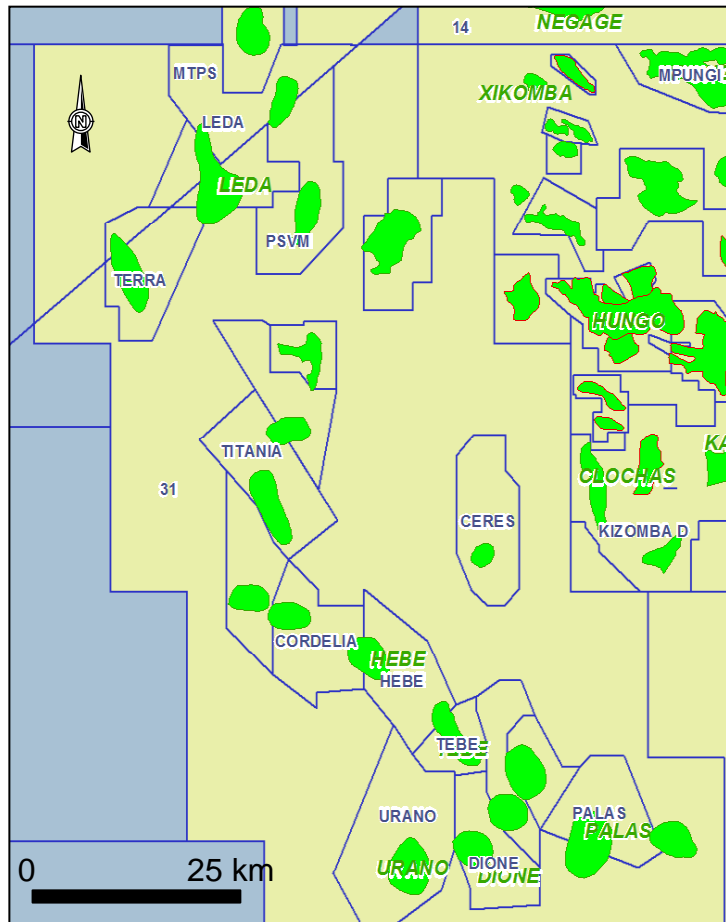 NEGAGE
14
MTPS
MPUNGI
XIKOMBA
LEDA
LEDA
PSVM
TERRA
HUNGO
TITANIA
KA
CLOCHAS
31
CERES
KIZOMBA D
CORDELIA
HEBE
HEBE
TEBE
URANO
PALAS
PALAS
DIONE
URANO
DIONE
0 25 km
N